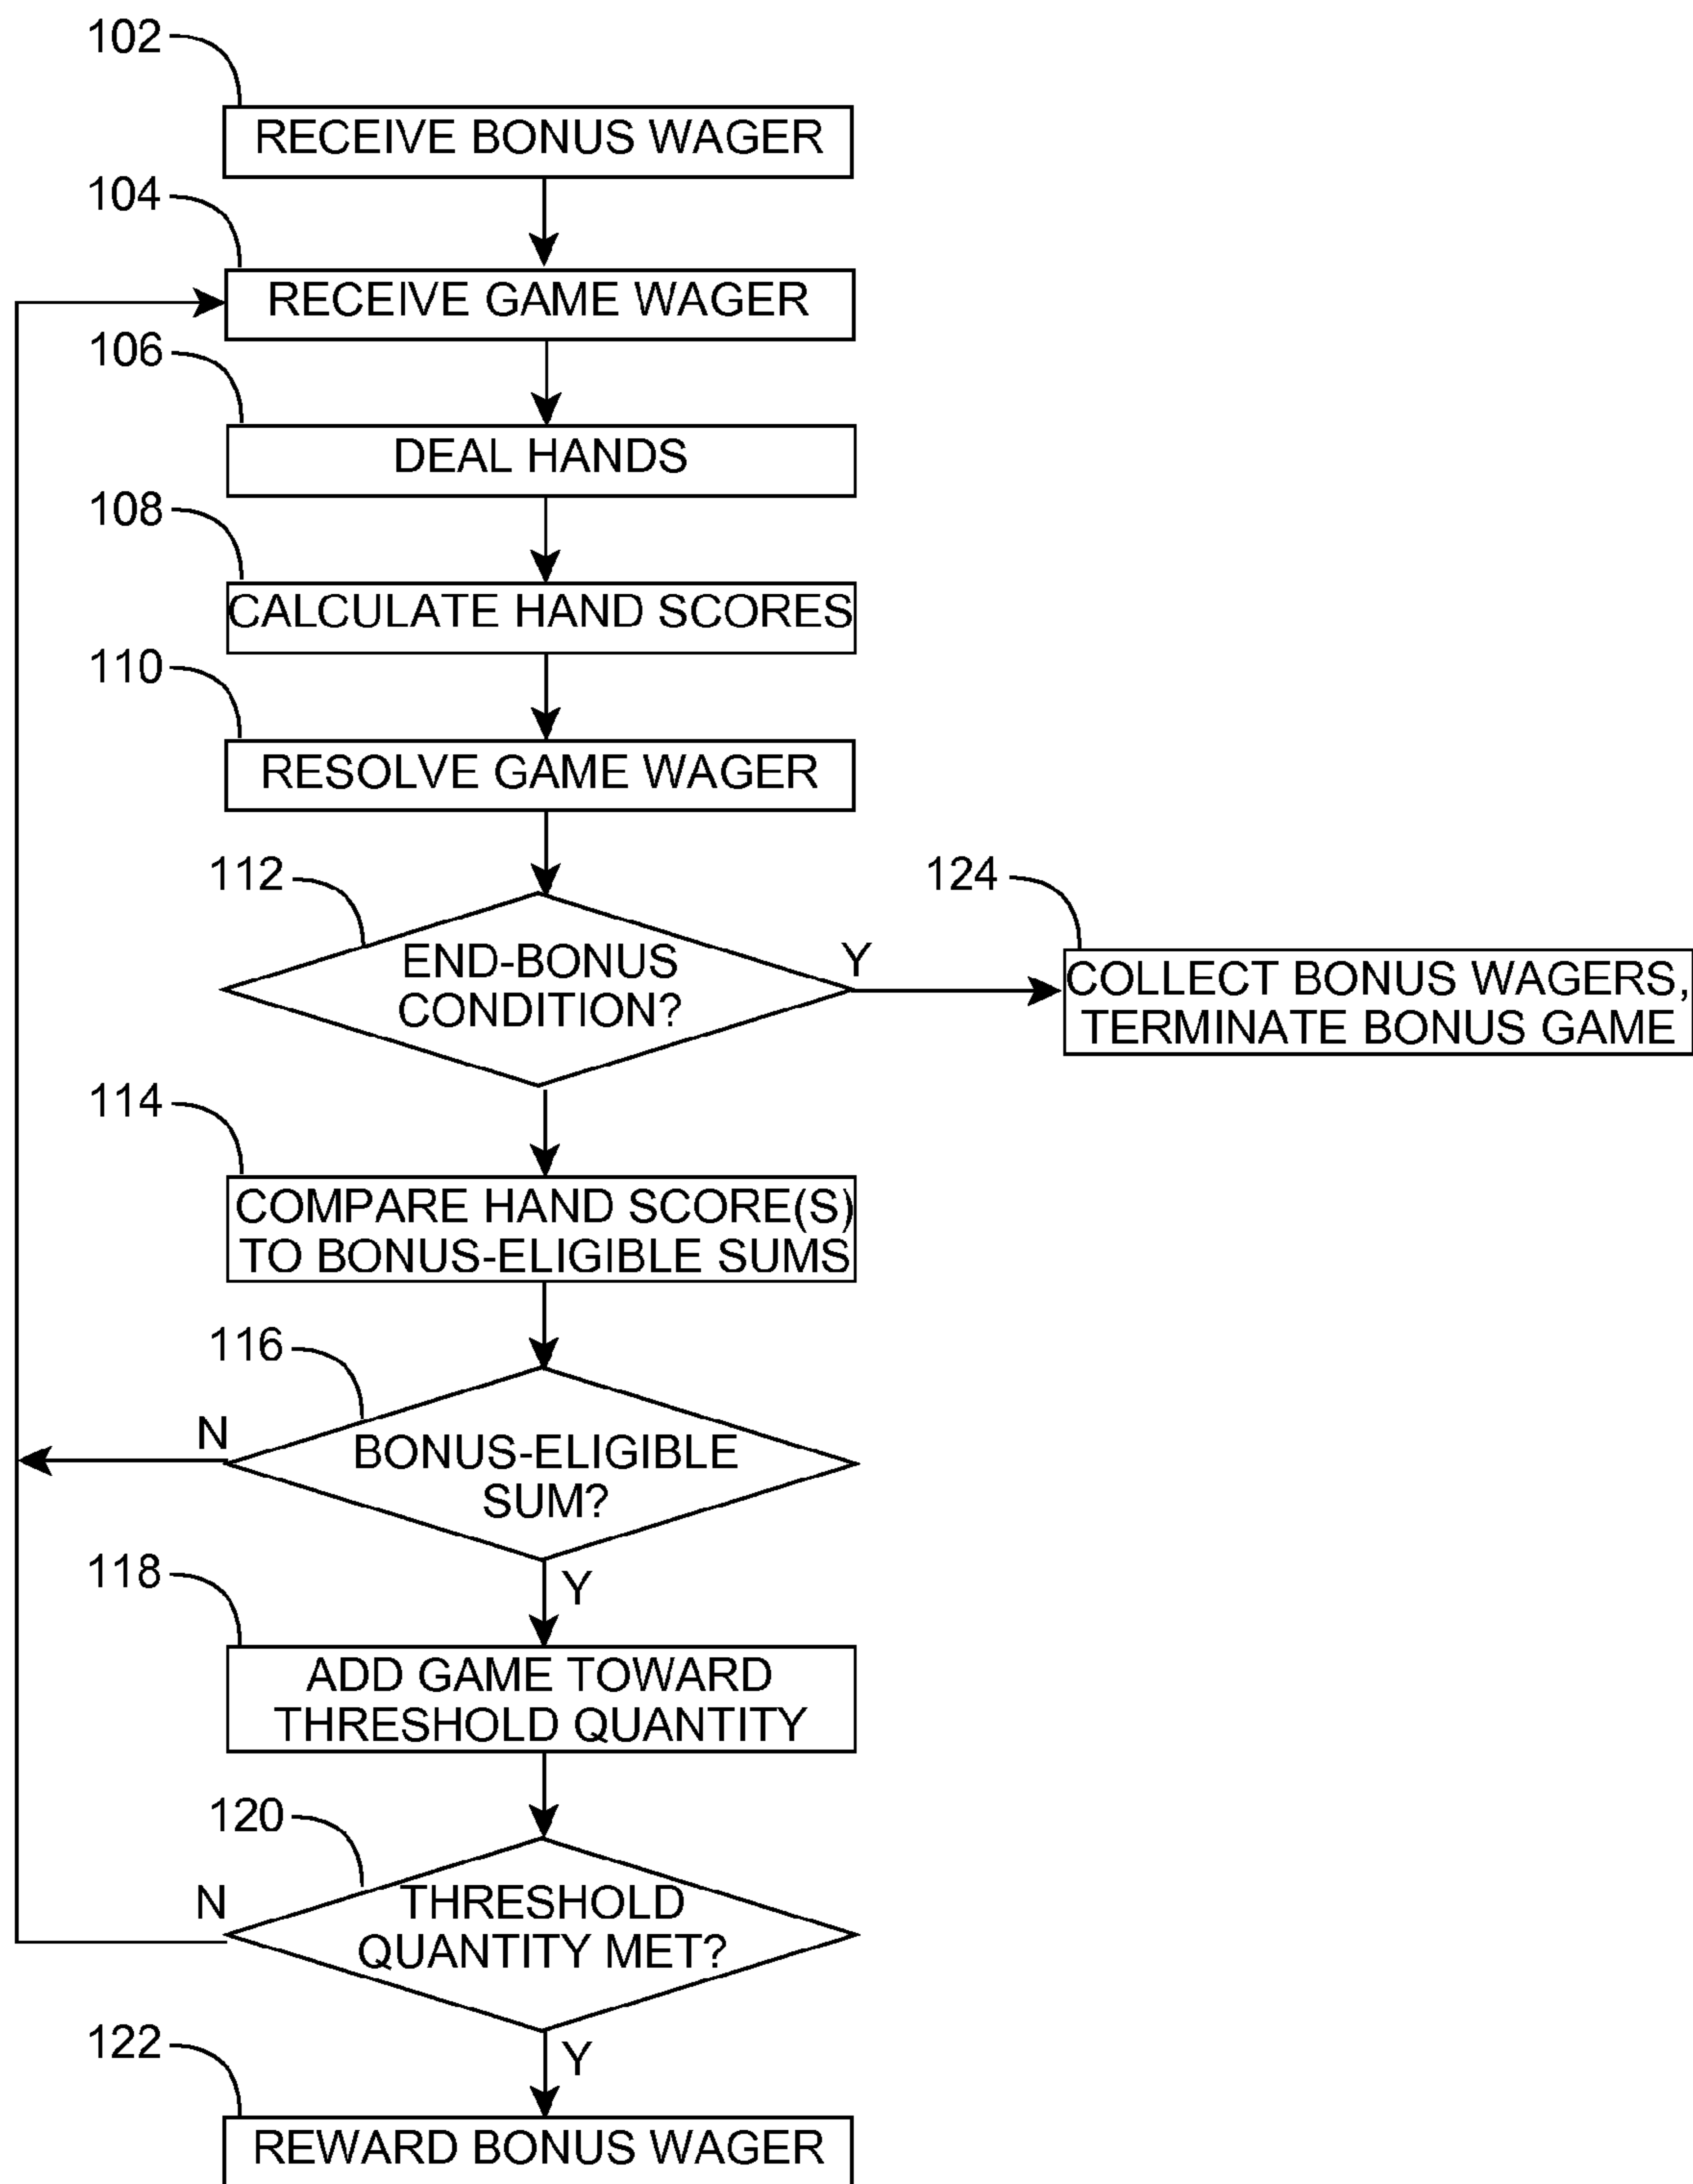 102
RECEIVE BONUS WAGER
104
RECEIVE GAME WAGER
106
DEAL HANDS
108
CALCULATE HAND SCORES
110
RESOLVE GAME WAGER
112
END-BONUS
CONDITION?
Y
124
COLLECT BONUS WAGERS,
TERMINATE BONUS GAME
114
COMPARE HAND SCORE(S)
TO BONUS-ELIGIBLE SUMS
116
N
BONUS-ELIGIBLE
SUM?
Y
118
ADD GAME TOWARD
THRESHOLD QUANTITY
120
N
THRESHOLD
QUANTITY MET?
Y
122
REWARD BONUS WAGER